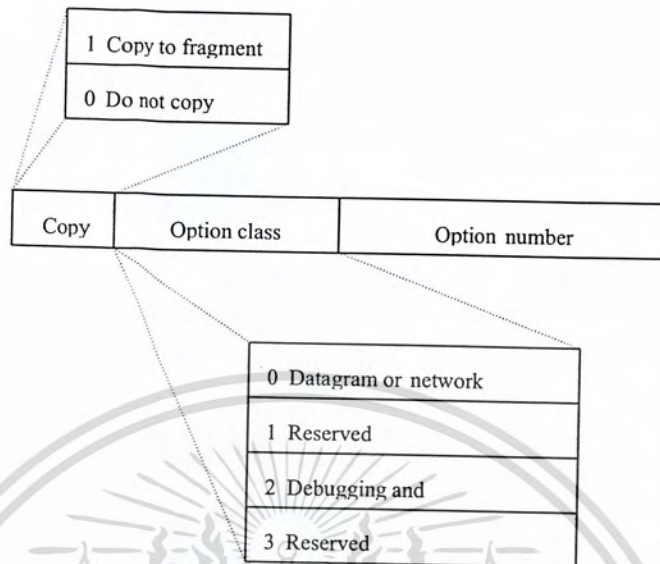 1 Copy to fragment
0 Do not copy
Copy Option class Option number
0 Datagram or network
1 Reserved
2 Debugging and
3 Reserved